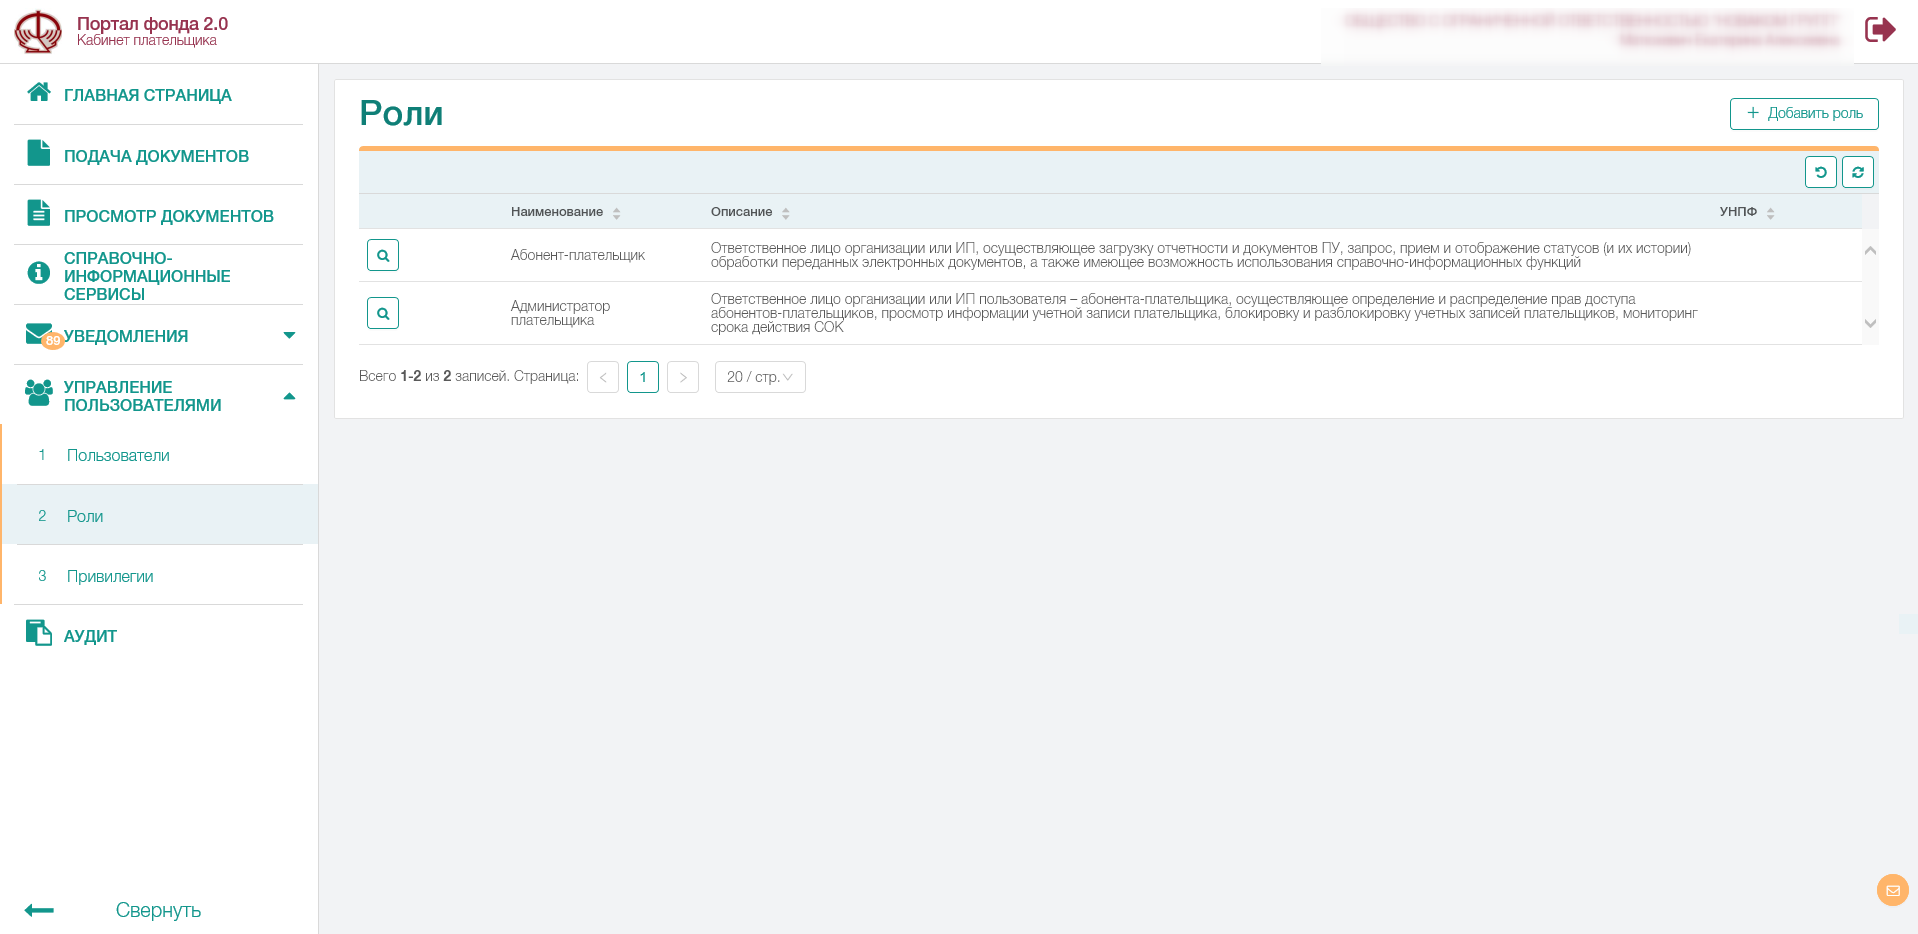 Портал фонда 2.0
Кабинет плательщика
ГЛАВНАЯ СТРАНИЦА
ПОДАЧА ДОКУМЕНТОВ
ПРОСМОТР ДОКУМЕНТОВ
СПРАВОЧНО-
ИНФОРМАЦИОННЫЕ
СЕРВИСЫ
89
УВЕДОМЛЕНИЯ
УПРАВЛЕНИЕ
ПОЛЬЗОВАТЕЛЯМИ
1 Пользователи
2 Роли
3 Привилегии
АУДИТ
Свернуть
Роли
+ Добавить роль
Наименование Описание УНПФ
Абонент-плательщик
Ответственное лицо организации или ИП, осуществляющее загрузку отчетности и документов ПУ, запрос, прием и отображение статусов (и их истории)
обработки переданных электронных документов, а также имеющее возможность использования справочно-информационных функций
Администратор
плательщика
Ответственное лицо организации или ИП пользователя – абонента-плательщика, осуществляющее определение и распределение прав доступа
абонентов-плательщиков, просмотр информации учетной записи плательщика, блокировку и разблокировку учетных записей плательщиков, мониторинг
срока действия СОК
Всего 1-2 из 2 записей. Страница: < 1 > 20 / стр.